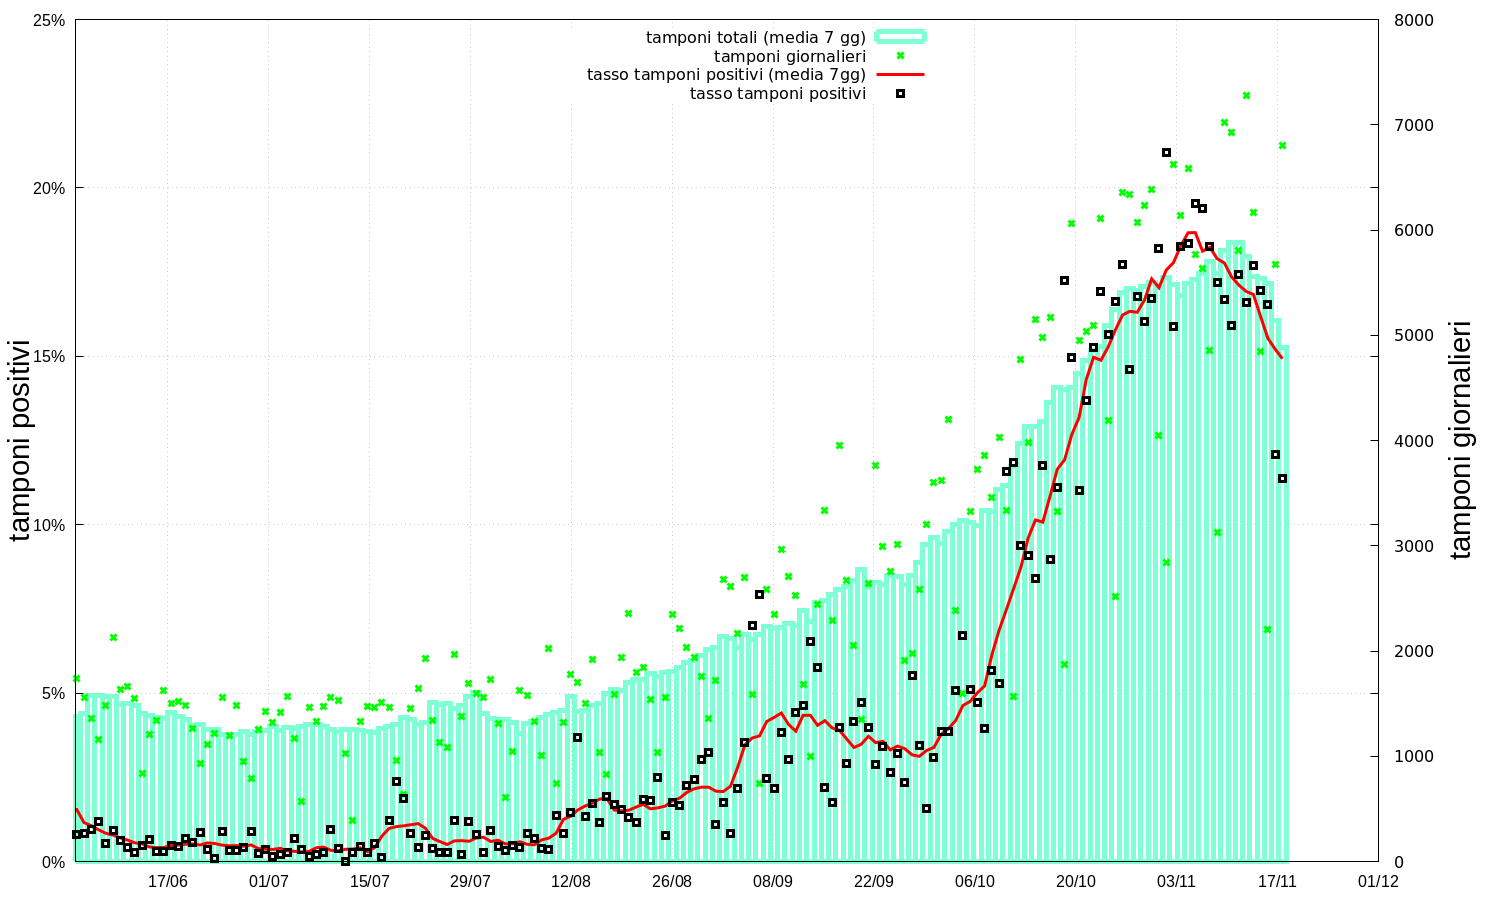 tamponi totali (media 7 gg)
tamponi giornalieri
tasso tamponi positivi (media 7gg)
tasso tamponi positivi
25%
20%
15%
10%
5%
0%
tamponi positivi
8000
7000
6000
5000
4000
3000
2000
1000
0
tamponi giornalieri
17/06 01/07 15/07 29/07 12/08 26/08 08/09 22/09 06/10 20/10 03/11 17/11 01/12